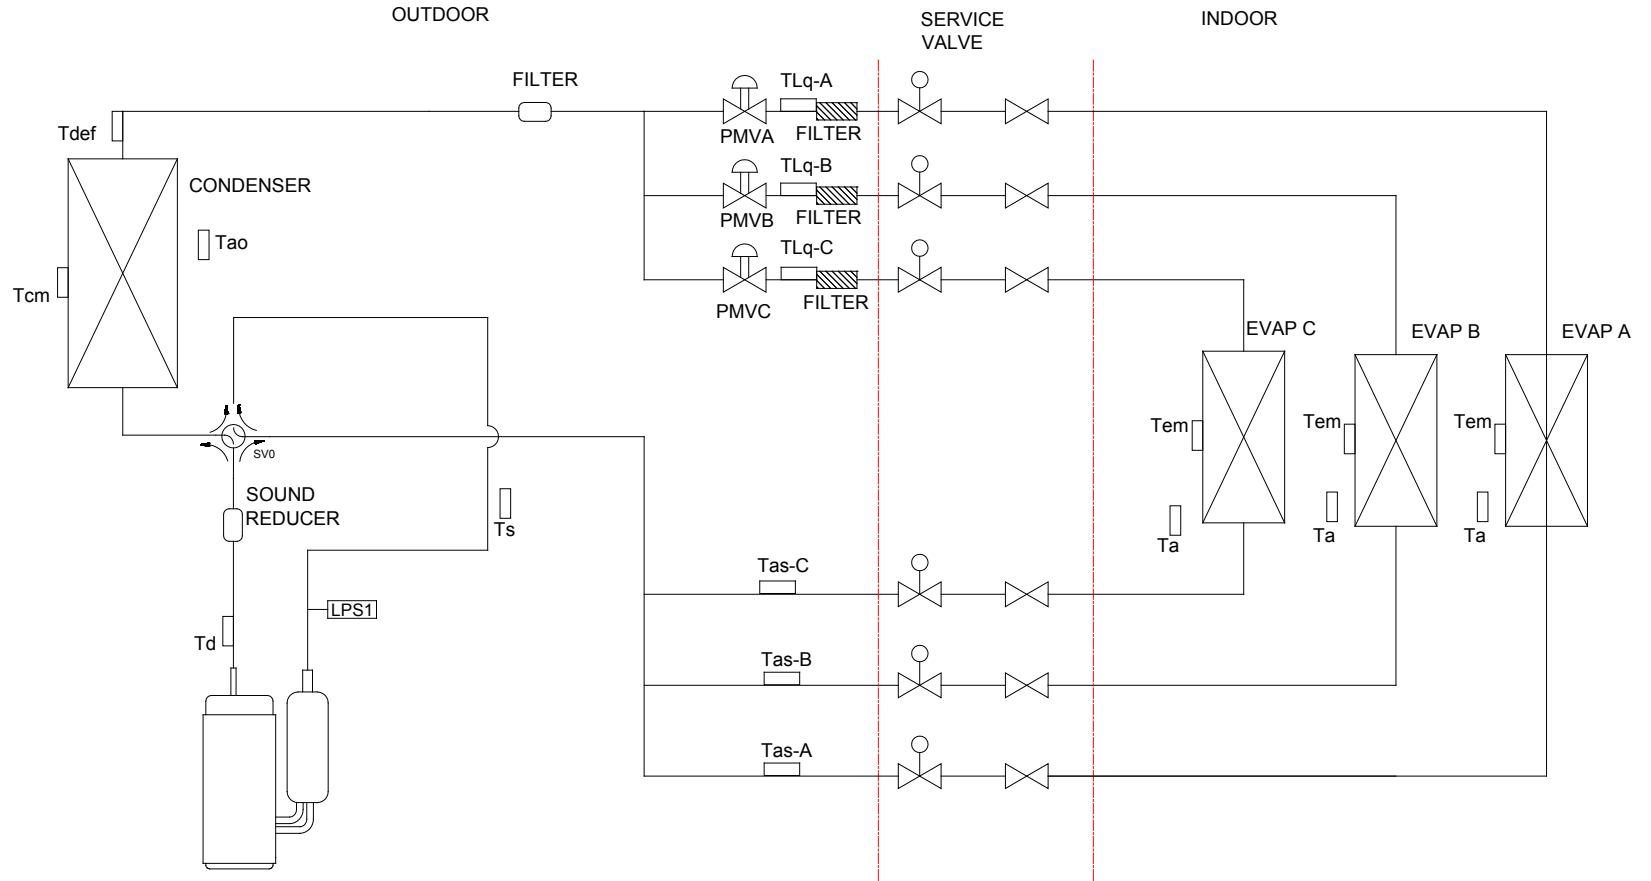 OUTDOOR
SERVICE
VALVE
INDOOR
FILTER
TLq-A
Tdef
PMVA
FILTER
TLq-B
CONDENSER
PMVB
FILTER
Tao
TLq-C
Tcm
PMVC
FILTER
EVAP C
EVAP B
EVAP A
Tem
Tem
Tem
SV0
SOUND
REDUCER
Ts
Ta
Ta
Ta
Tas-C
LPS1
Td
Tas-B
Tas-A